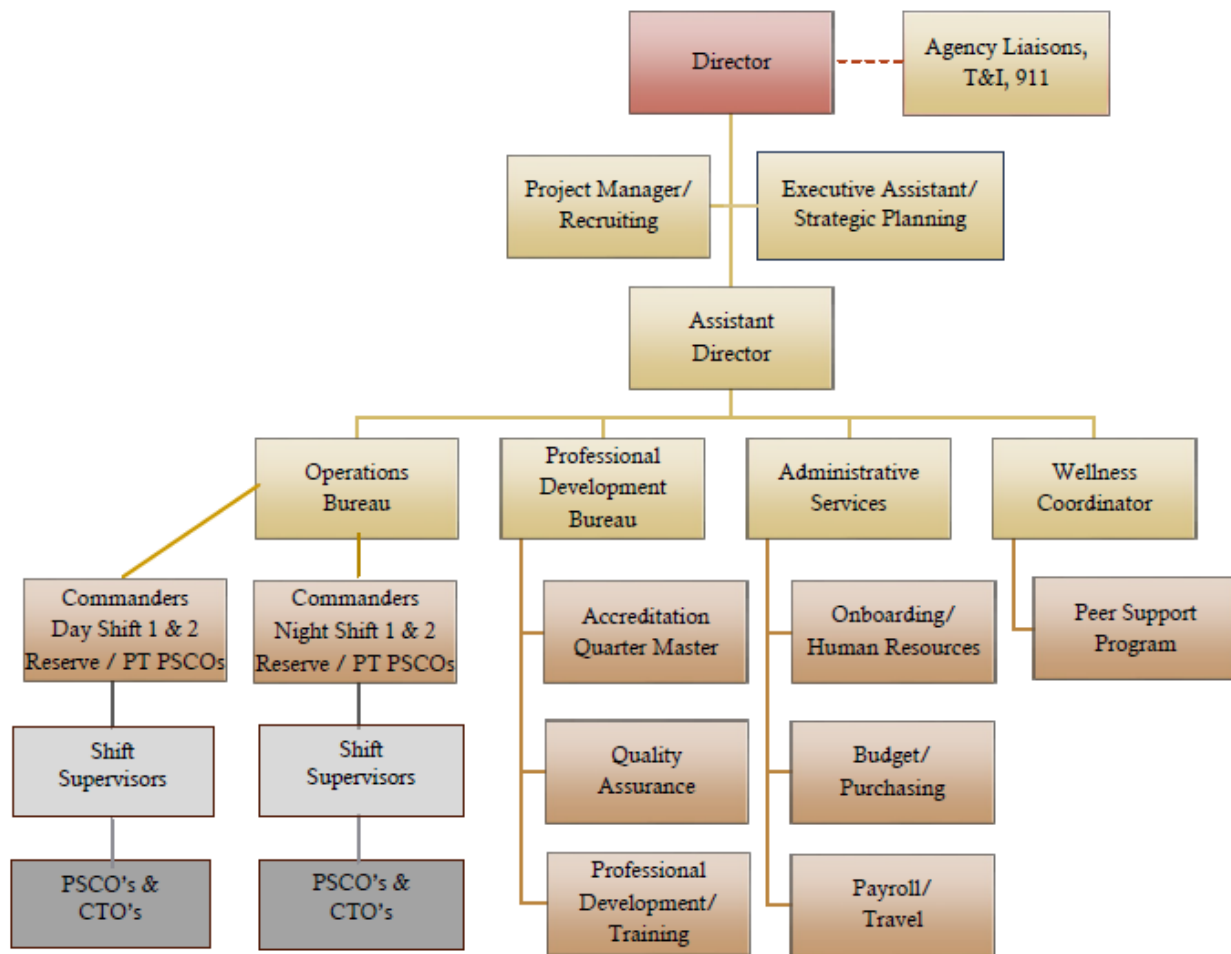 Director
Agency Liaisons,
T&I, 911
Project Manager/
Recruiting
Executive Assistant/
Strategic Planning
Assistant
Director
Operations
Bureau
Professional
Development
Bureau
Administrative
Services
Wellness
Coordinator
Commanders
Day Shift 1 & 2
Reserve / PT PSCOs
Commanders
Night Shift 1 & 2
Reserve / PT PSCOs
Accreditation
Quarter Master
Onboarding/
Human Resources
Peer Support
Program
Shift
Supervisors
Shift
Supervisors
Quality
Assurance
Budget/
Purchasing
PSCO’s &
CTO’s
PSCO’s &
CTO’s
Professional
Development/
Training
Payroll/
Travel